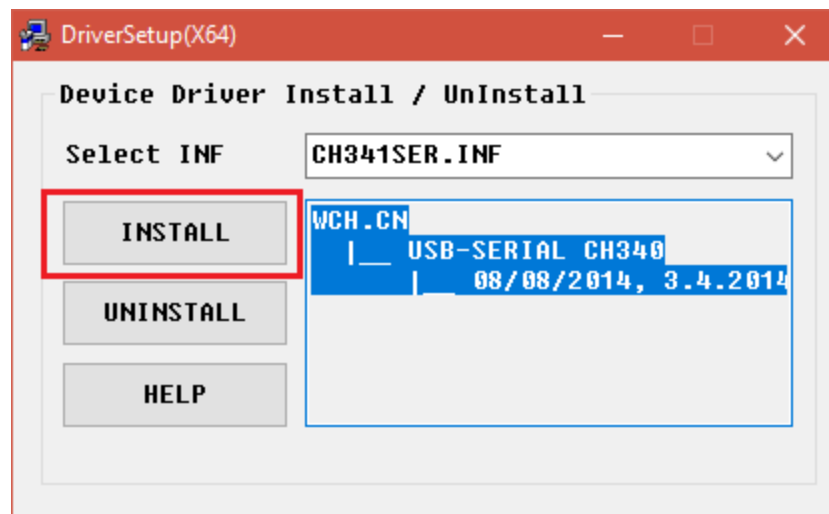 DriverSetup(X64)
Device Driver Install / UnInstall
Select INF
CH341SER.INF
INSTALL
WCH.CN
|__ USB-SERIAL CH340
|__ 08/08/2014, 3.4.2014
UNINSTALL
HELP